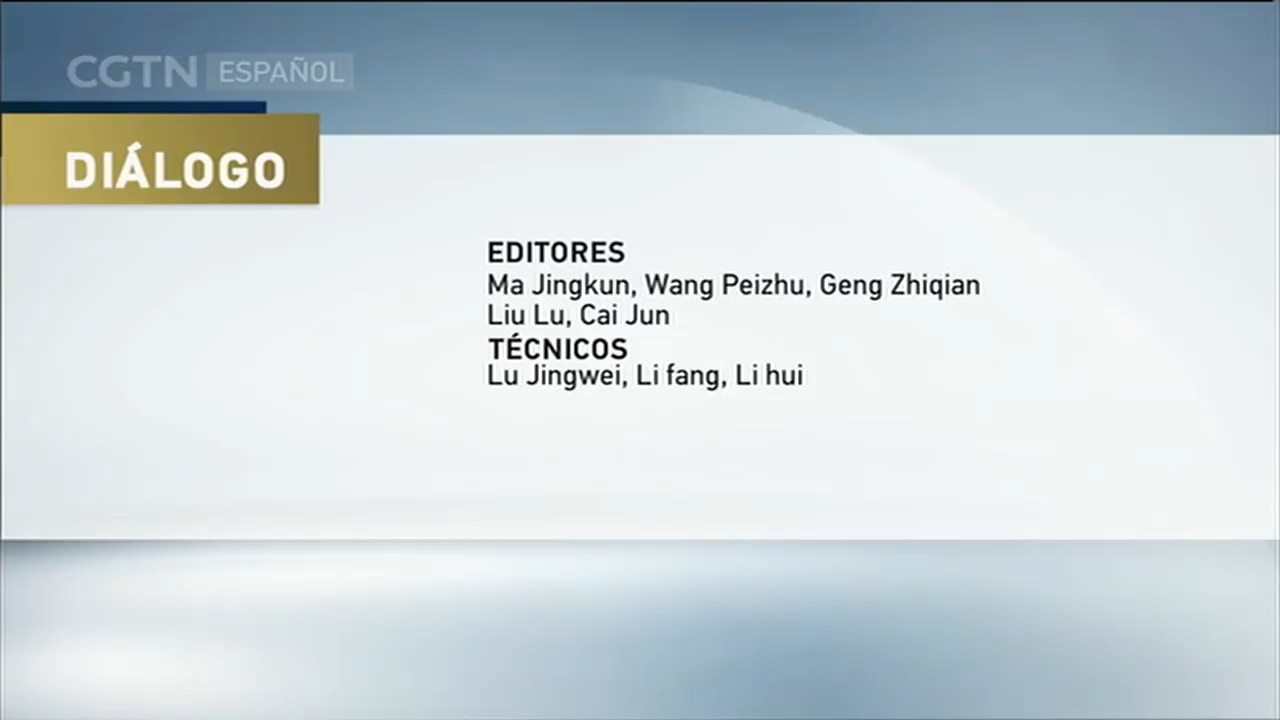 CGTN ESPAÑOL
DIÁLOGO
EDITORES
Ma Jingkun, Wang Peizhu, Geng Zhiqian
Liu Lu, Cai Jun
TÉCNICOS
Lu Jingwei, Li fang, Li hui